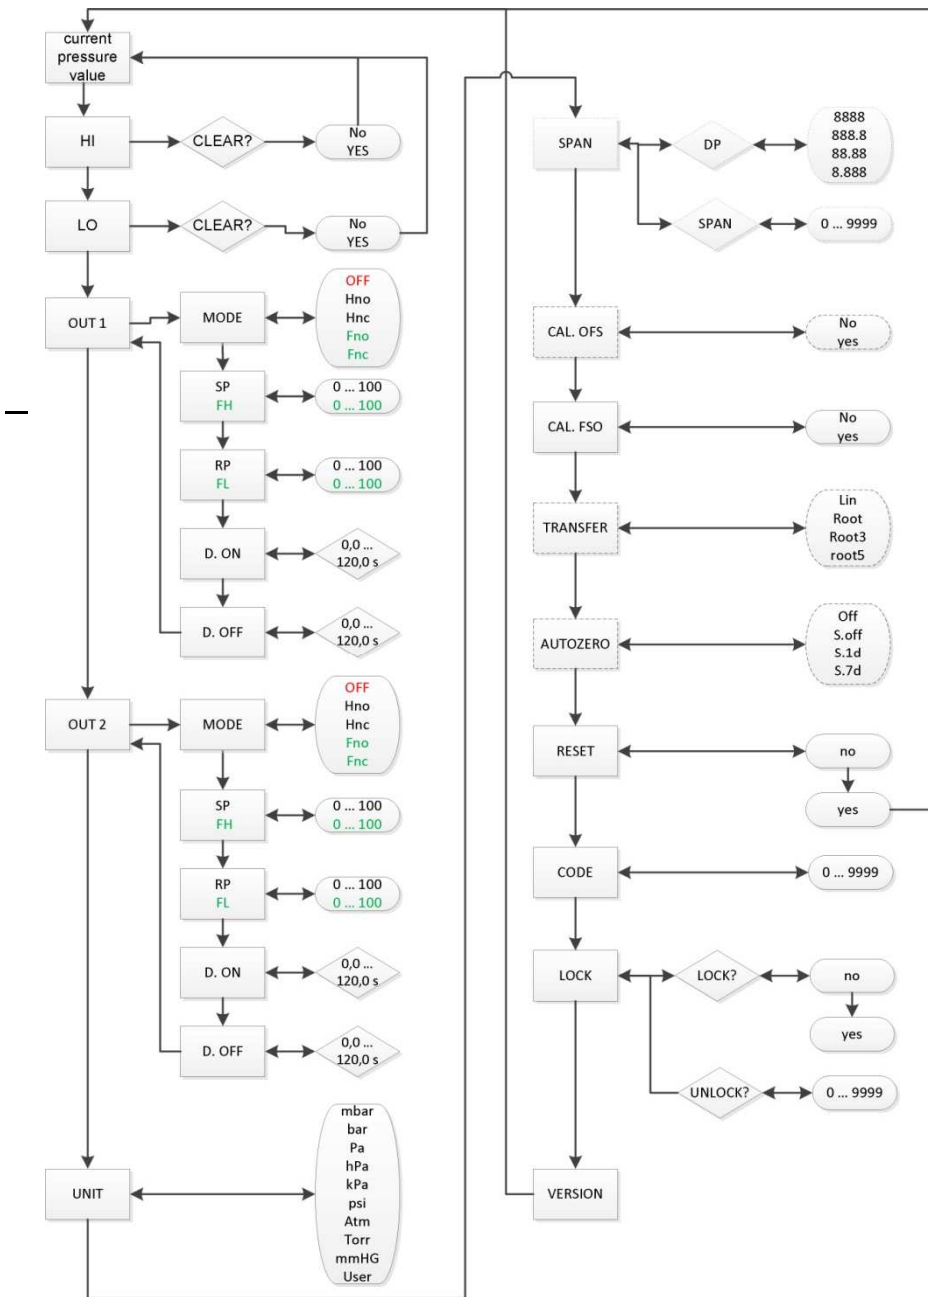 current
pressure
value
HI
CLEAR?
No
YES
LO
CLEAR?
No
YES
OUT 1
MODE
OFF
Hno
Hnc
Fno
Fnc
SP
FH
0 ... 100
0 ... 100
RP
FL
0 ... 100
0 ... 100
D. ON
0,0 ...
120,0 s
D. OFF
0,0 ...
120,0 s
OUT 2
MODE
OFF
Hno
Hnc
Fno
Fnc
SP
FH
0 ... 100
0 ... 100
RP
FL
0 ... 100
0 ... 100
D. ON
0,0 ...
120,0 s
D. OFF
0,0 ...
120,0 s
UNIT
mbar
bar
Pa
hPa
kPa
psi
Atm
Torr
mmHG
User
SPAN
DP
8888
888.8
88.88
8.888
SPAN
0 ... 9999
CAL. OFS
No
yes
CAL. FSO
No
yes
TRANSFER
Lin
Root
Root3
root5
AUTOZERO
Off
S.off
S.1d
S.7d
RESET
no
yes
CODE
0 ... 9999
LOCK
LOCK?
no
yes
UNLOCK?
0 ... 9999
VERSION